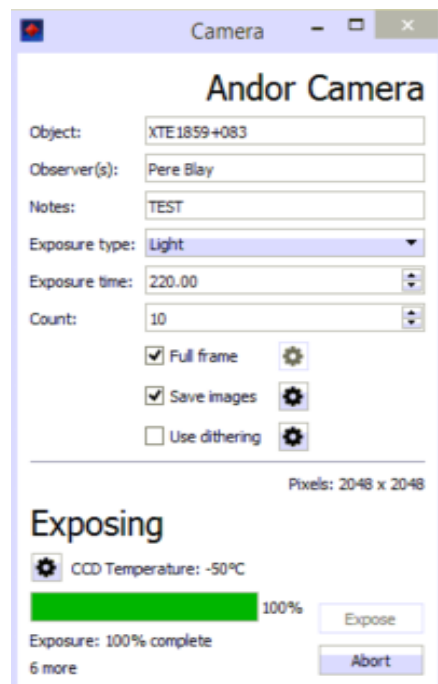 Camera
Andor Camera
Object: XTE1859+083
Observer(s): Pere Blay
Notes: TEST
Exposure type: Light
Exposure time: 220.00
Count: 10
Full frame
Save images
Use dithering
Pixels: 2048 x 2048
Exposing
CCD Temperature: -50°C
100%
Expose
Exposure: 100% complete
6 more
Abort